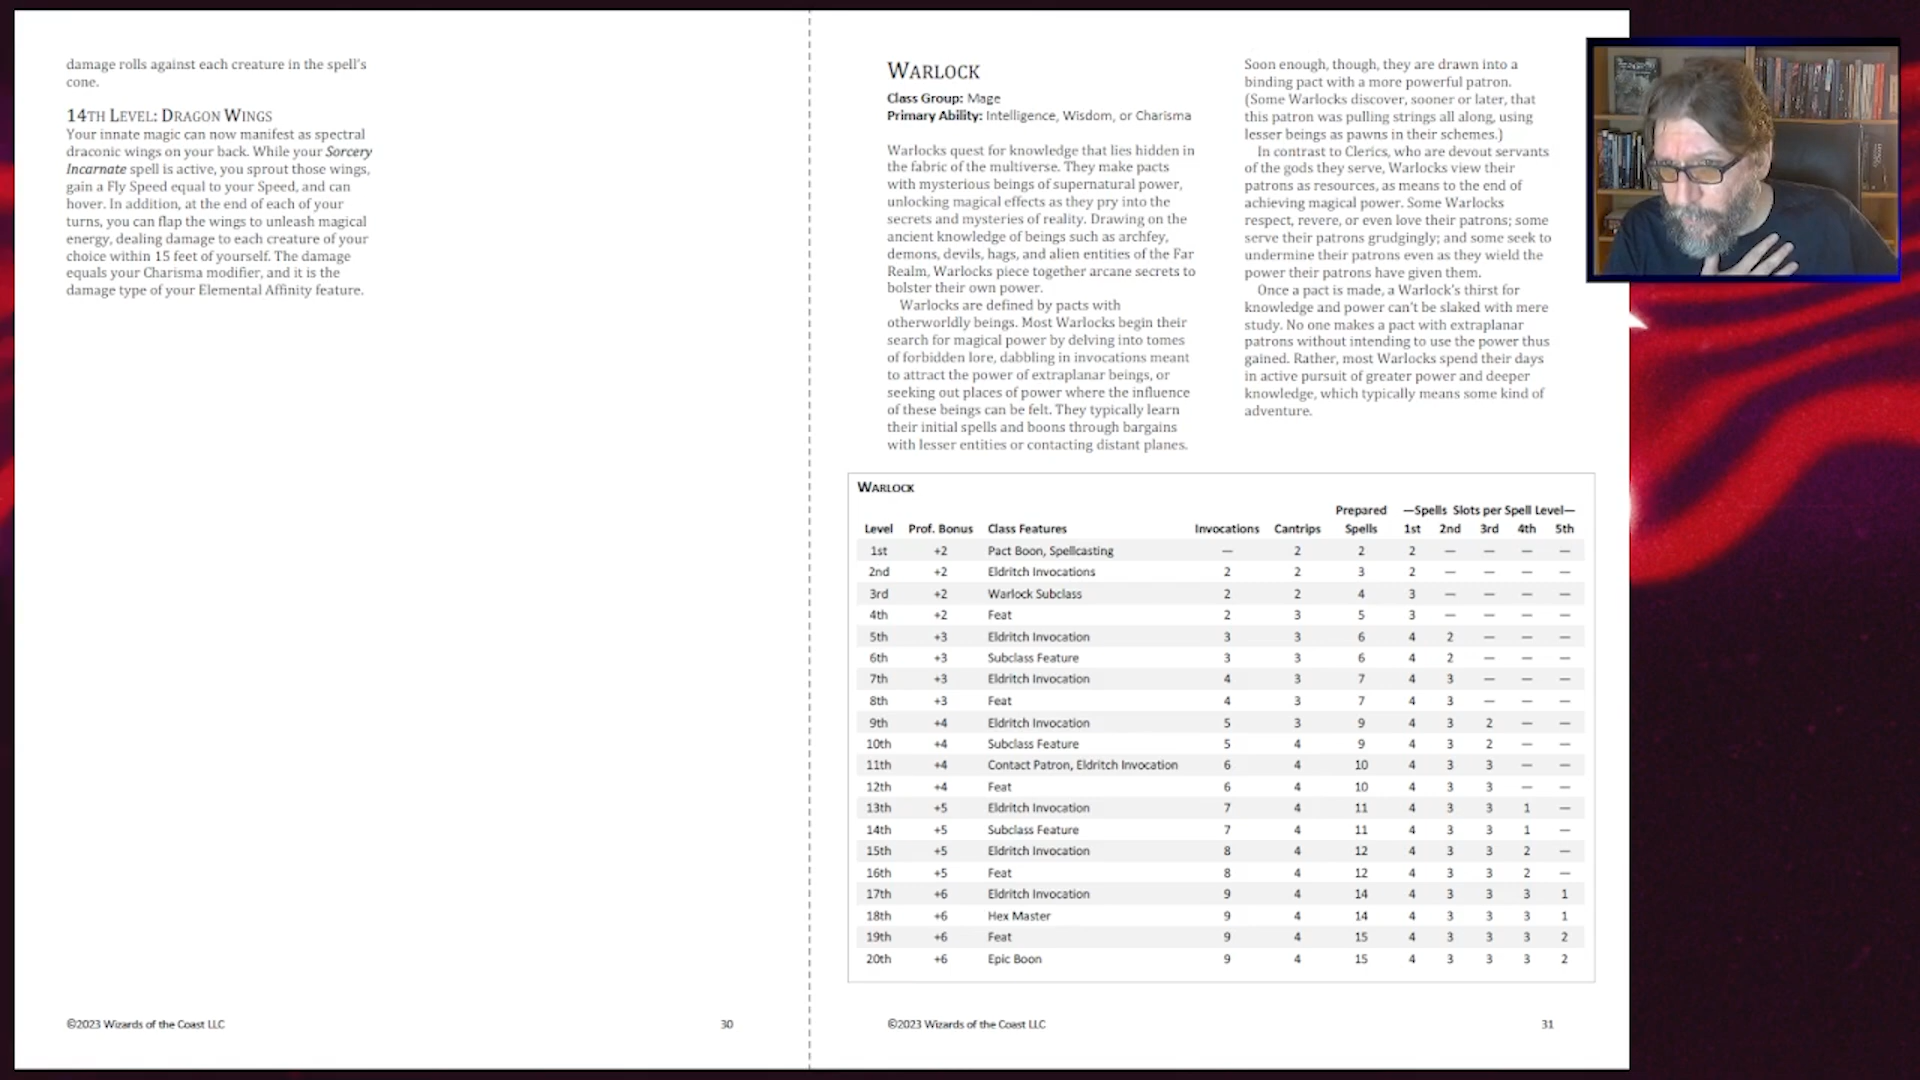 damage rolls against each creature in the spell's
cone.
14TH LEVEL: DRAGON WINGS
Your innate magic can now manifest as spectral
draconic wings on your back. While your Sorcery
Incarnate spell is active, you sprout those wings,
gain a Fly Speed equal to your Speed, and can
hover. In addition, at the end of each of your
turns, you can flap the wings to unleash magical
energy, dealing damage to each creature of your
choice within 15 feet of yourself. The damage
equals your Charisma modifier, and it is the
damage type of your Elemental Affinity feature.
©2023 Wizards of the Coast LLC
30
WARLOCK
Class Group: Mage
Primary Ability: Intelligence, Wisdom, or Charisma
Warlocks quest for knowledge that lies hidden in
the fabric of the multiverse. They make pacts
with mysterious beings of supernatural power,
unlocking magical effects as they pry into the
secrets and mysteries of reality. Drawing on the
ancient knowledge of beings such as archfey,
demons, devils, hags, and alien entities of the Far
Realm, Warlocks piece together arcane secrets to
bolster their own power.
Warlocks are defined by pacts with
otherworldly beings. Most Warlocks begin their
search for magical power by delving into tomes
of forbidden lore, dabbling in invocations meant
to attract the power of extraplanar beings, or
seeking out places of power where the influence
of these beings can be felt. They typically learn
their initial spells and boons through bargains
with lesser entities or contacting distant planes.
Soon enough, though, they are drawn into a
binding pact with a more powerful patron.
(Some Warlocks discover, sooner or later, that
this patron was pulling strings all along, using
lesser beings as pawns in their schemes.)
In contrast to Clerics, who are devout servants
of the gods they serve, Warlocks view their
patrons as resources, as means to the end of
achieving magical power. Some Warlocks
respect, revere, or even love their patrons; some
serve their patrons grudgingly; and some seek to
undermine their patrons even as they wield the
power their patrons have given them.
Once a pact is made, a Warlock's thirst for
knowledge and power can't be slaked with mere
study. No one makes a pact with extraplanar
patrons without intending to use the power thus
gained. Rather, most Warlocks spend their days
in active pursuit of greater power and deeper
knowledge, which typically means some kind of
adventure.
WARLOCK
Prepared —Spells Slots per Spell Level—
Level Prof. Bonus Class Features Invocations Cantrips Spells 1st 2nd 3rd 4th 5th
1st +2 Pact Boon, Spellcasting — 2 2 2 — — — —
2nd +2 Eldritch Invocations 2 2 3 2 — — — —
3rd +2 Warlock Subclass 2 2 4 3 — — — —
4th +2 Feat 2 3 5 3 — — — —
5th +3 Eldritch Invocation 3 3 6 4 2 — — —
6th +3 Subclass Feature 3 3 6 4 2 — — —
7th +3 Eldritch Invocation 4 3 7 4 3 — — —
8th +3 Feat 4 3 7 4 3 — — —
9th +4 Eldritch Invocation 5 3 9 4 3 2 — —
10th +4 Subclass Feature 5 4 9 4 3 2 — —
11th +4 Contact Patron, Eldritch Invocation 6 4 10 4 3 3 — —
12th +4 Feat 6 4 10 4 3 3 — —
13th +5 Eldritch Invocation 7 4 11 4 3 3 1 —
14th +5 Subclass Feature 7 4 11 4 3 3 1 —
15th +5 Eldritch Invocation 8 4 12 4 3 3 2 —
16th +5 Feat 8 4 12 4 3 3 2 —
17th +6 Eldritch Invocation 9 4 14 4 3 3 3 1
18th +6 Hex Master 9 4 14 4 3 3 3 1
19th +6 Feat 9 4 15 4 3 3 3 2
20th +6 Epic Boon 9 4 15 4 3 3 3 2
©2023 Wizards of the Coast LLC
31